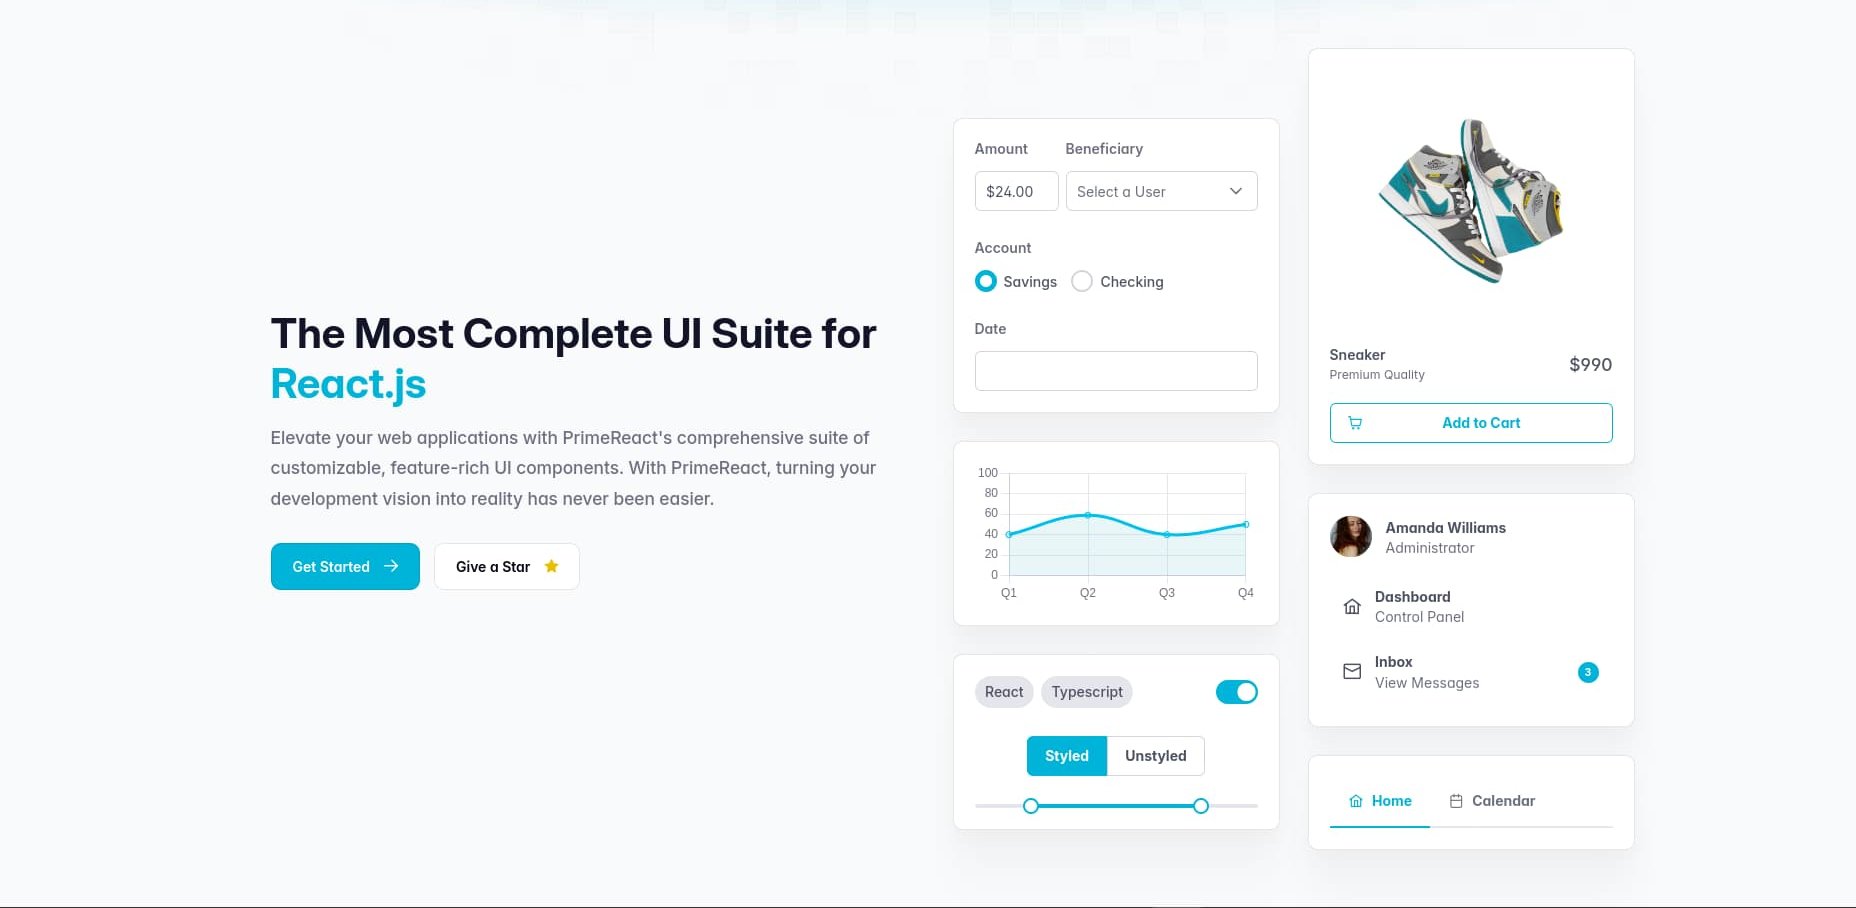 The Most Complete UI Suite for
React.js
Elevate your web applications with PrimeReact's comprehensive suite of
customizable, feature-rich UI components. With PrimeReact, turning your
development vision into reality has never been easier.
Get Started
Give a Star
Amount Beneficiary
$24.00 Select a User
Account
Savings Checking
Date
100
80
60
40
20
0
Q1 Q2 Q3 Q4
React Typescript
Styled Unstyled
Sneaker
Premium Quality
$990
Add to Cart
Amanda Williams
Administrator
Dashboard
Control Panel
Inbox
View Messages
3
Home Calendar